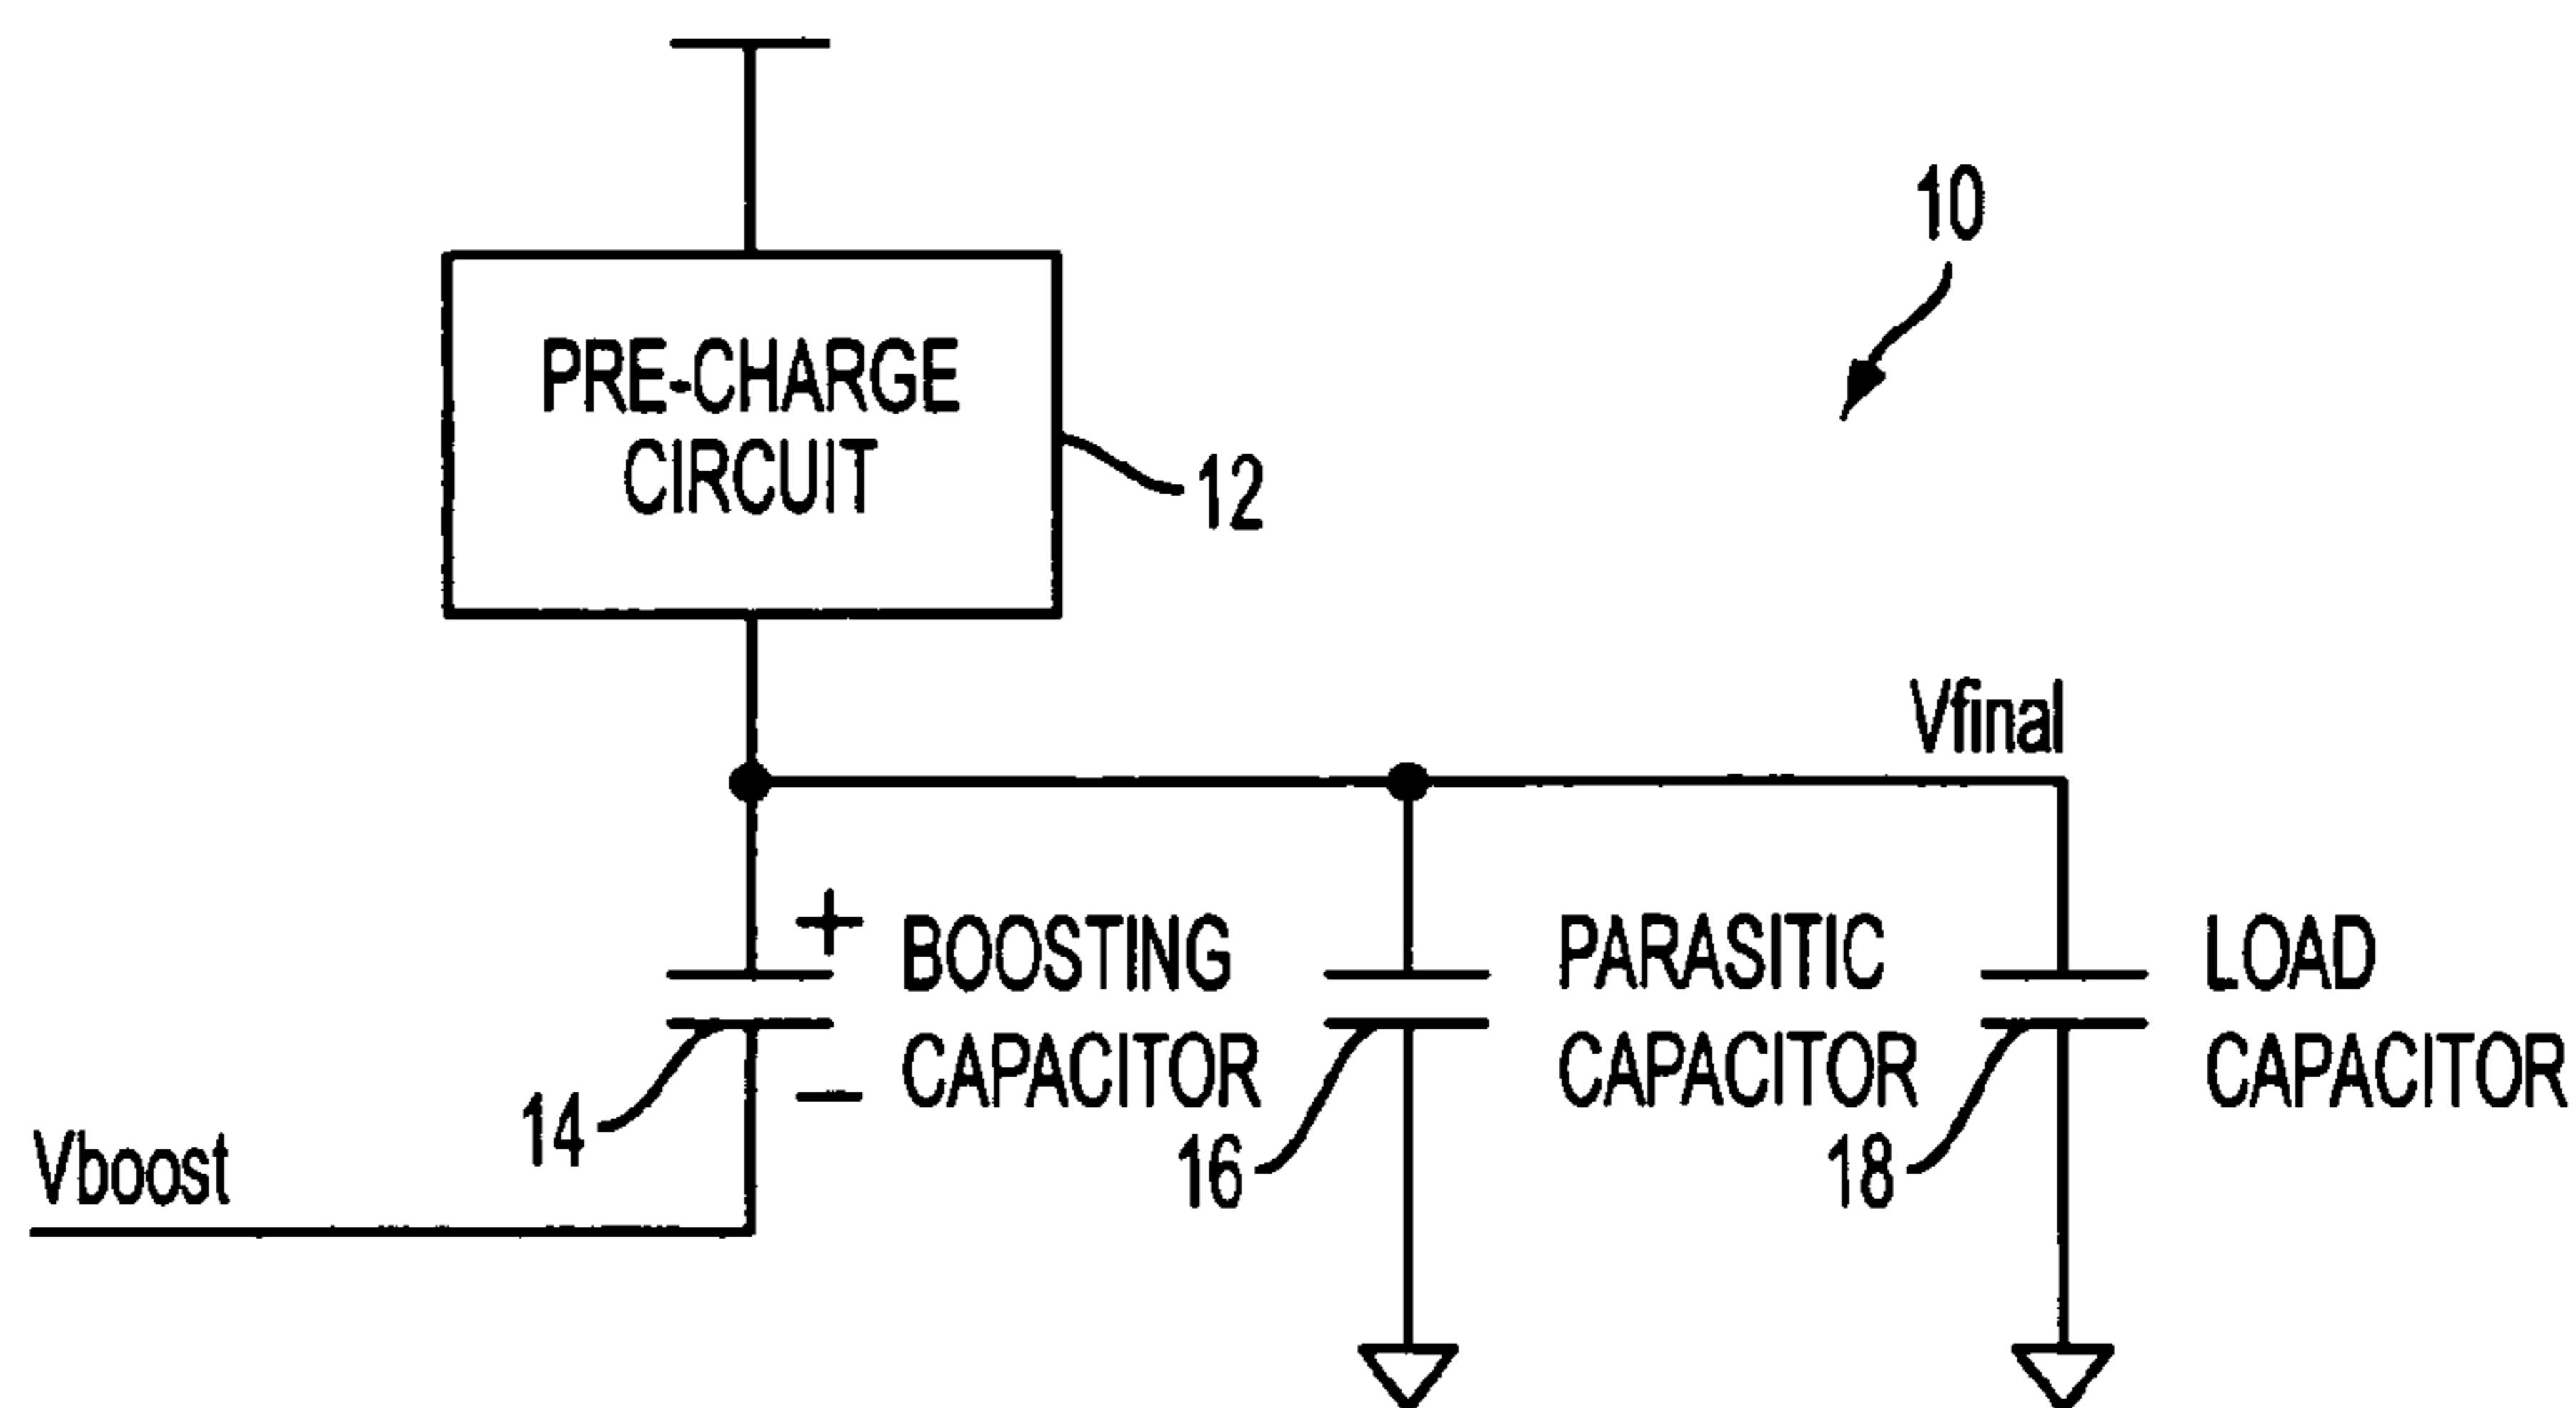 10
PRE-CHARGE
CIRCUIT
12
Vfinal
+
BOOSTING
CAPACITOR
–
14
PARASITIC
CAPACITOR
16
LOAD
CAPACITOR
18
Vboost